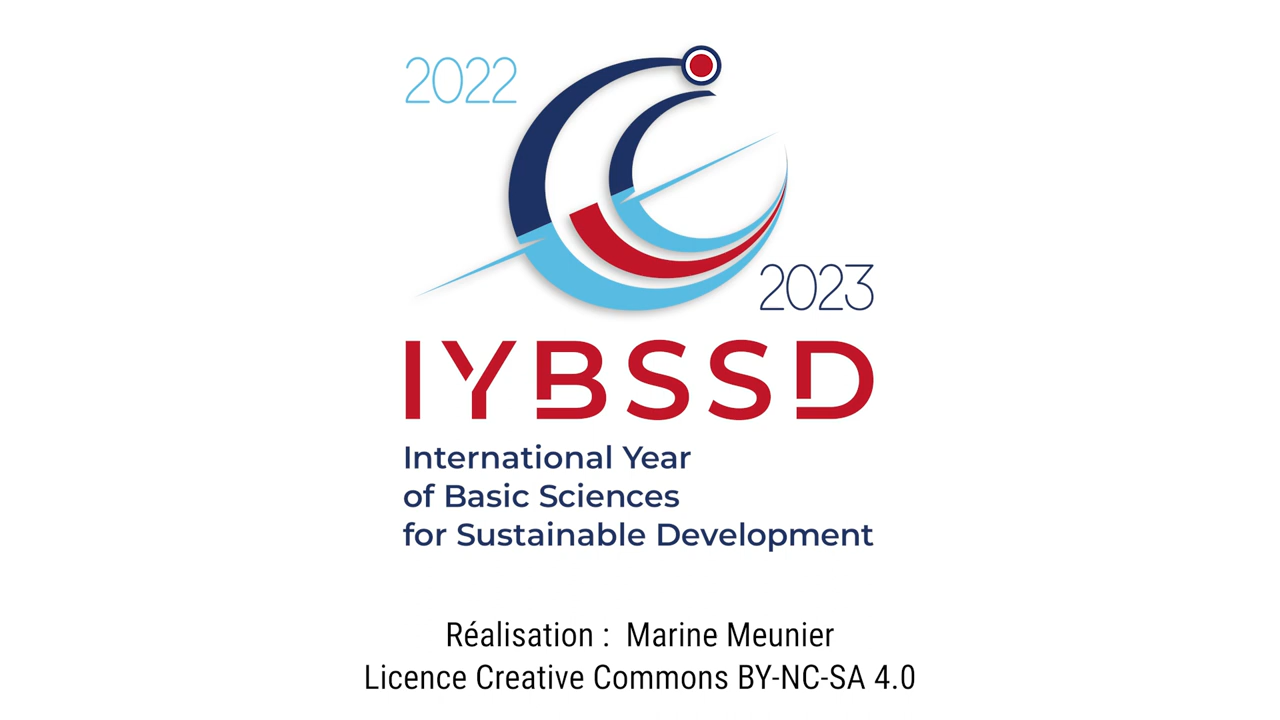 2022
2023
IYBSSD
International Year
of Basic Sciences
for Sustainable Development
Réalisation : Marine Meunier
Licence Creative Commons BY-NC-SA 4.0